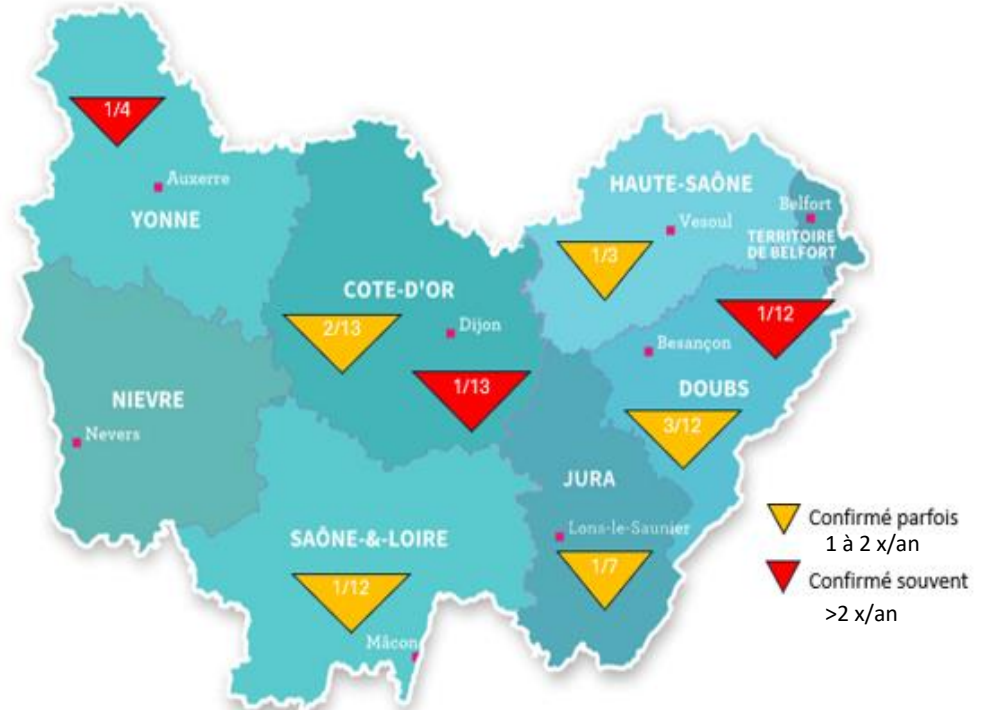 1/4
Auxerre
YONNE
HAUTE-SAÔNE
Belfort
Vesoul
TERRITOIRE
DE BELFORT
1/3
COTE-D'OR
2/13
Dijon
1/12
Besançon
1/13
DOUBS
NIEVRE
3/12
Nevers
JURA
Lons-le-Saunier
SAÔNE-&-LOIRE
1/7
1/12
Mâcon
Confirmé parfois
1 à 2 x/an
Confirmé souvent
>2 x/an